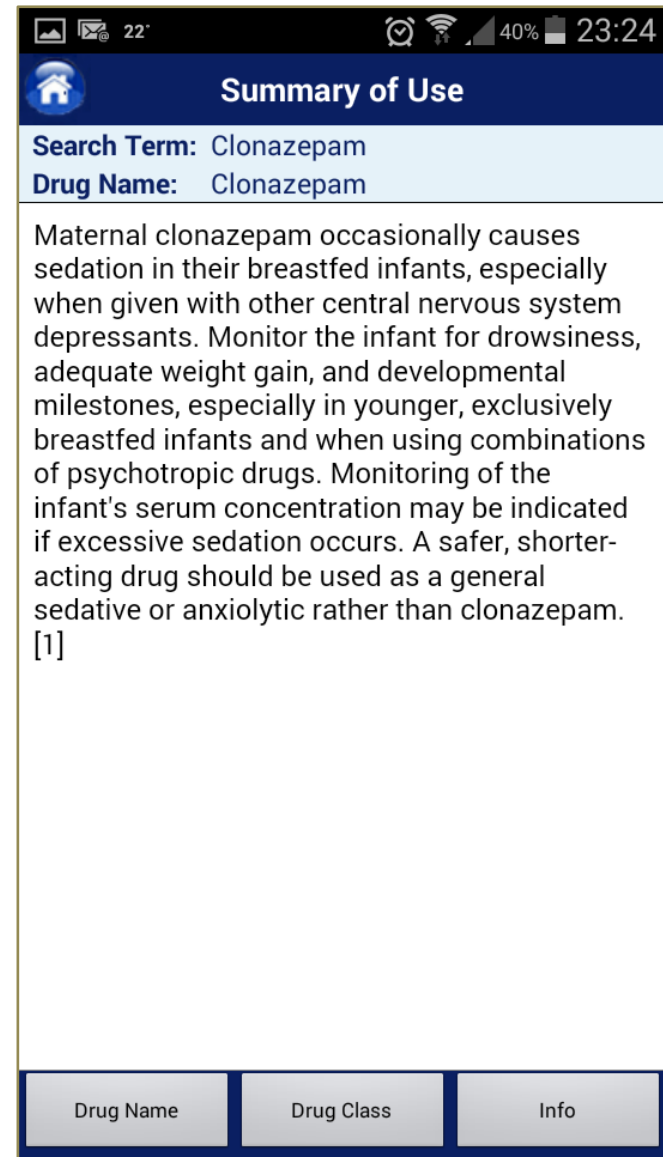 22° 40% 23:24
Summary of Use
Search Term: Clonazepam
Drug Name: Clonazepam
Maternal clonazepam occasionally causes
sedation in their breastfed infants, especially
when given with other central nervous system
depressants. Monitor the infant for drowsiness,
adequate weight gain, and developmental
milestones, especially in younger, exclusively
breastfed infants and when using combinations
of psychotropic drugs. Monitoring of the
infant's serum concentration may be indicated
if excessive sedation occurs. A safer, shorter-
acting drug should be used as a general
sedative or anxiolytic rather than clonazepam.
[1]
Drug Name Drug Class Info